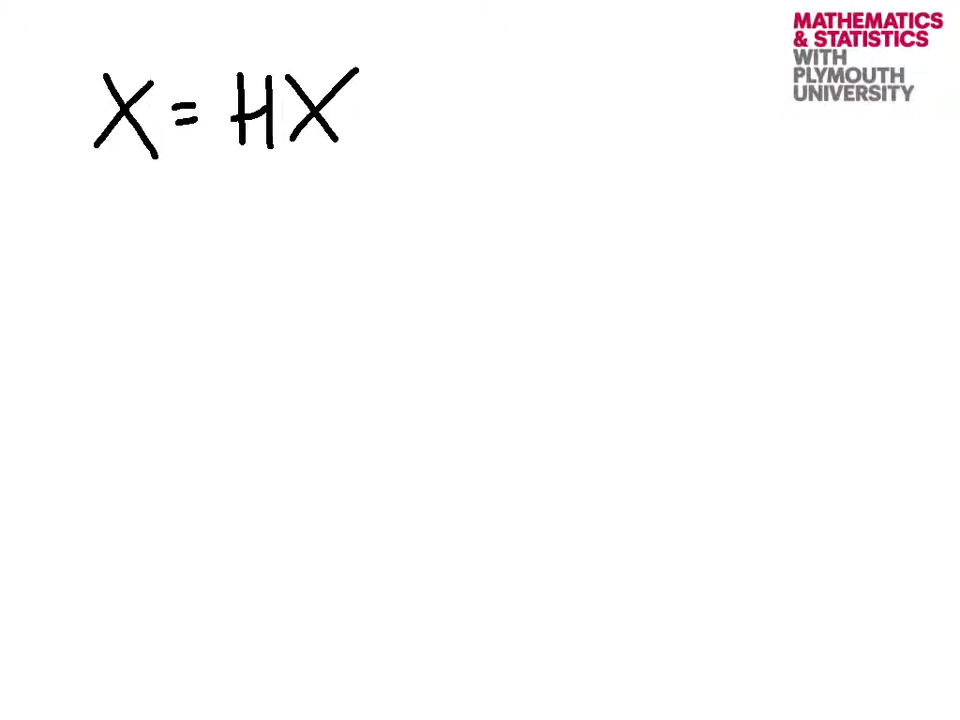 X = HX
MATHEMATICS
& STATISTICS
WITH
PLYMOUTH
UNIVERSITY